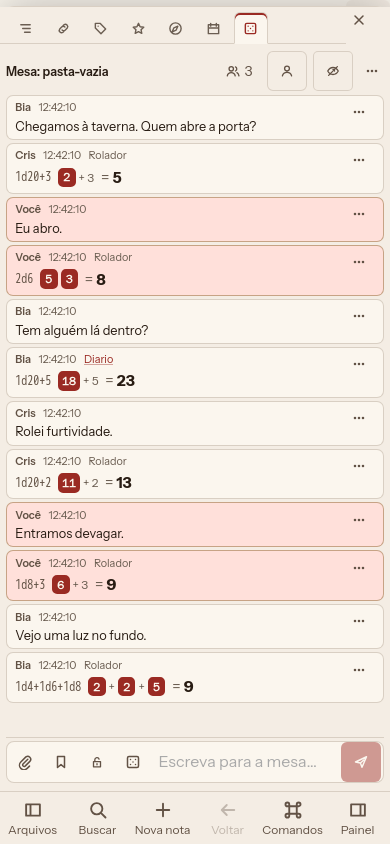 Mesa: pasta-vazia 3
Bia 12:42:10
Chegamos à taverna. Quem abre a porta?
Cris 12:42:10 Rolador
1d20+3 2 + 3 = 5
Você 12:42:10
Eu abro.
Você 12:42:10 Rolador
2d6 5 3 = 8
Bia 12:42:10
Tem alguém lá dentro?
Bia 12:42:10 Diario
1d20+5 18 + 5 = 23
Cris 12:42:10
Rolei furtividade.
Cris 12:42:10 Rolador
1d20+2 11 + 2 = 13
Você 12:42:10
Entramos devagar.
Você 12:42:10 Rolador
1d8+3 6 + 3 = 9
Bia 12:42:10
Vejo uma luz no fundo.
Bia 12:42:10 Rolador
1d4+1d6+1d8 2 + 2 + 5 = 9
Escreva para a mesa...
Arquivos Buscar Nova nota Voltar Comandos Painel